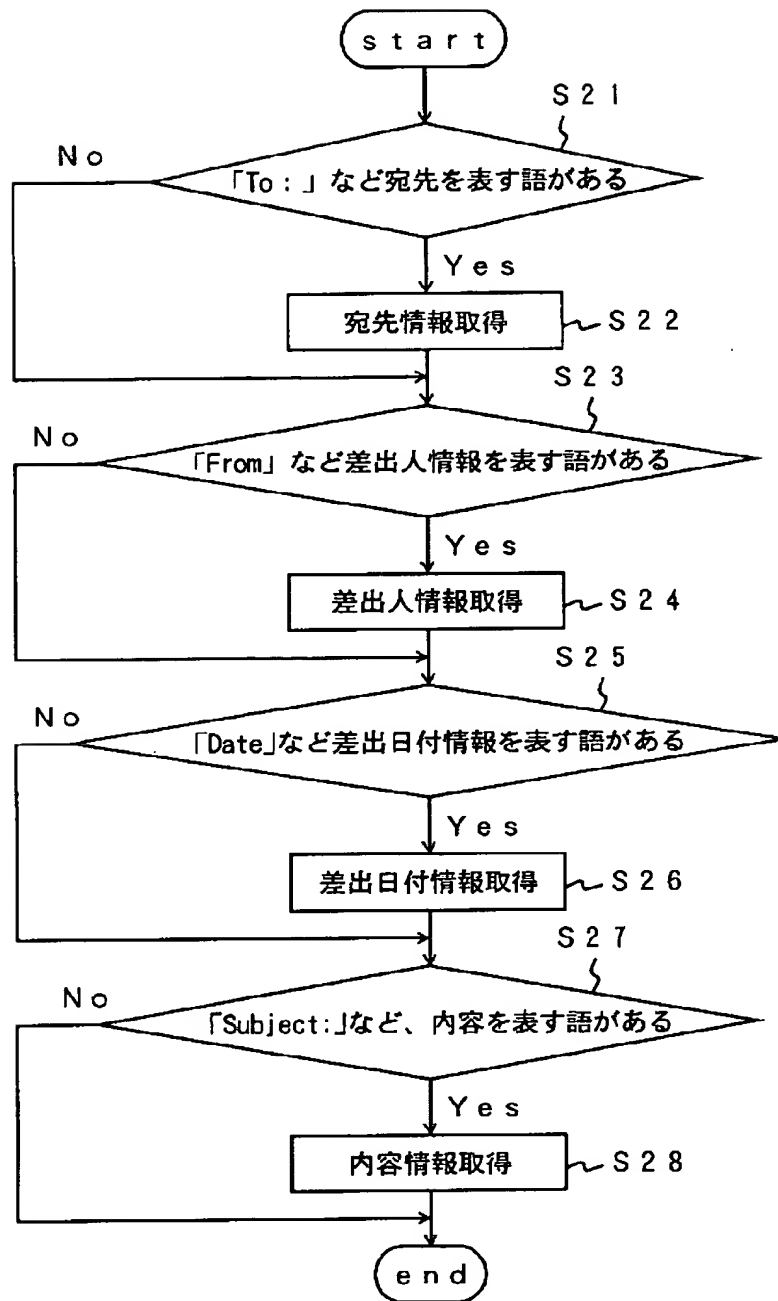 start
S21
No
「To:」など宛先を表す語がある
Yes
宛先情報取得
S22
S23
No
「From」など差出人情報を表す語がある
Yes
差出人情報取得
S24
S25
No
「Date」など差出日付情報を表す語がある
Yes
差出日付情報取得
S26
S27
No
「Subject:」など、内容を表す語がある
Yes
内容情報取得
S28
end